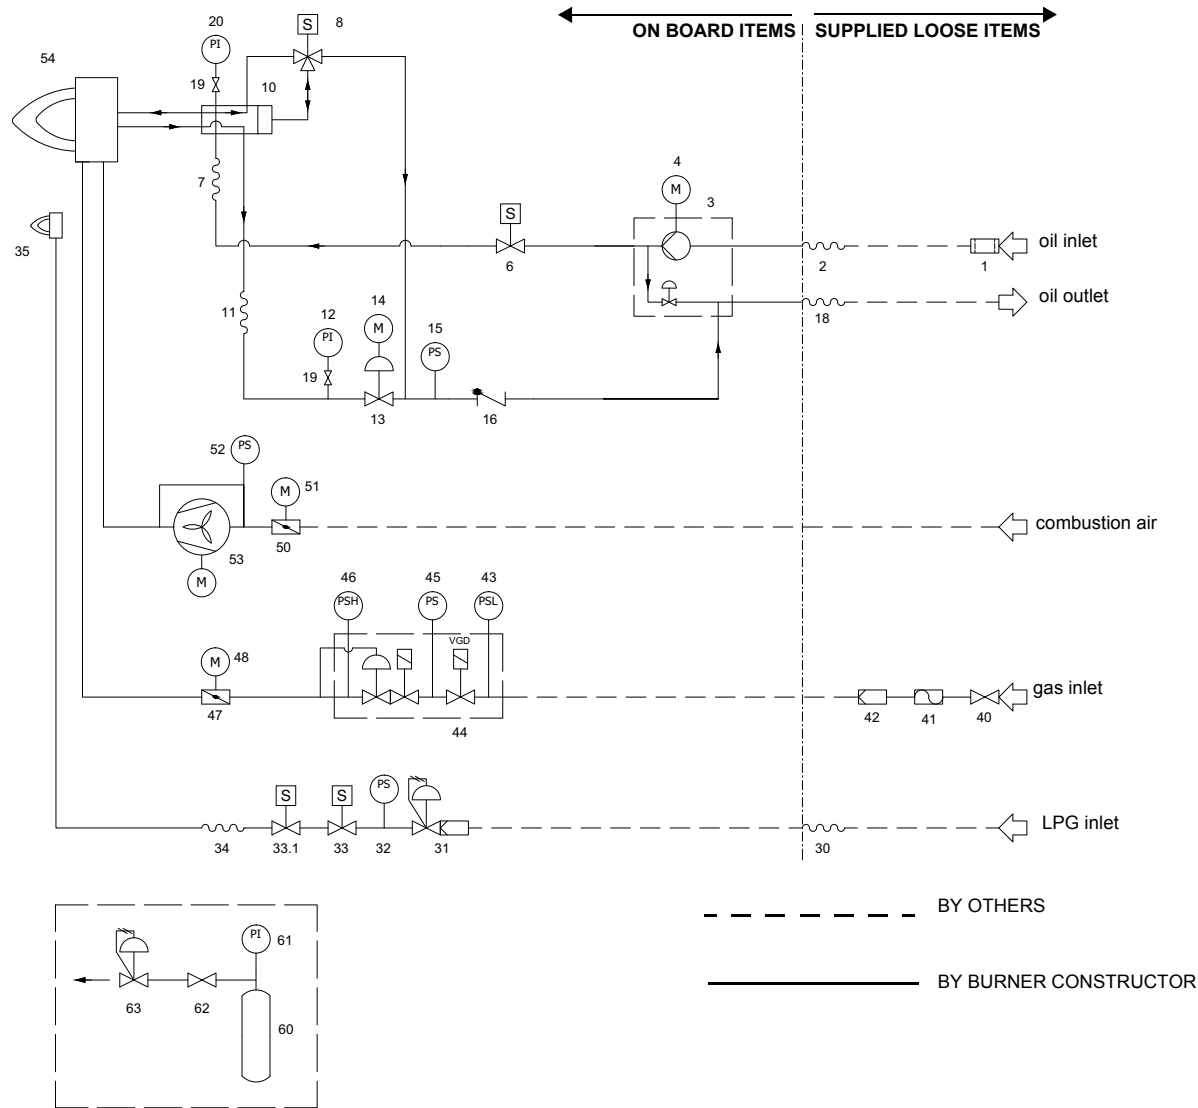 ON BOARD ITEMS
SUPPLIED LOOSE ITEMS
20
PI
19
S
8
54
10
7
4
M
3
S
6
2
1
oil inlet
35
18
oil outlet
11
12
PI
19
14
M
13
15
PS
16
52
PS
M
51
50
53
M
combustion air
46
PSH
45
PS
43
PSL
VGD
M
48
47
44
42
41
40
gas inlet
S
S
PS
34
33.1
33
32
31
30
LPG inlet
PI
61
63
62
60
BY OTHERS
BY BURNER CONSTRUCTOR